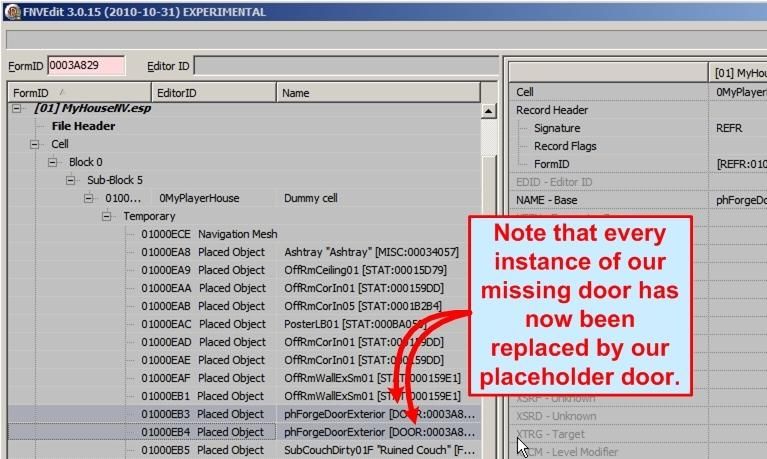 FNVEdit 3.0.15 (2010-10-31) EXPERIMENTAL
FormID 0003A829 Editor ID
FormID EditorID Name
[01] MyHouseNV.esp
File Header
Cell
Block 0
Sub-Block 5
0100... 0MyPlayerHouse Dummy cell
Temporary
01000ECE Navigation Mesh
01000EA8 Placed Object Ashtray "Ashtray" [MISC:00034057]
01000EA9 Placed Object OffRmCeiling01 [STAT:00015D79]
01000EAA Placed Object OffRmCorIn01 [STAT:000159DD]
01000EAB Placed Object OffRmCorIn05 [STAT:0001B2B4]
01000EAC Placed Object PosterLB01 [STAT:000BA050]
01000EAD Placed Object OffRmCorIn01 [STAT:000159DD]
01000EAE Placed Object OffRmCorIn01 [STAT:000159DD]
01000EAF Placed Object OffRmWallExSm01 [STAT:000159E1]
01000EB1 Placed Object OffRmWallExSm01 [STAT:000159E1]
01000EB3 Placed Object phForgeDoorExterior [DOOR:0003A8...
01000EB4 Placed Object phForgeDoorExterior [DOOR:0003A8...
01000EB5 Placed Object SubCouchDirty01F "Ruined Couch" [F...
[01] MyHou
Cell 0MyPlayerl
Record Header
Signature REFR
Record Flags
FormID [REFR:010
EDID - Editor ID
NAME - Base phForgeDo
Note that every
instance of our
missing door has
now been
replaced by our
placeholder door.
XSRF - Unknown
XSRD - Unknown
XTRG - Target
CM - Level Modifier